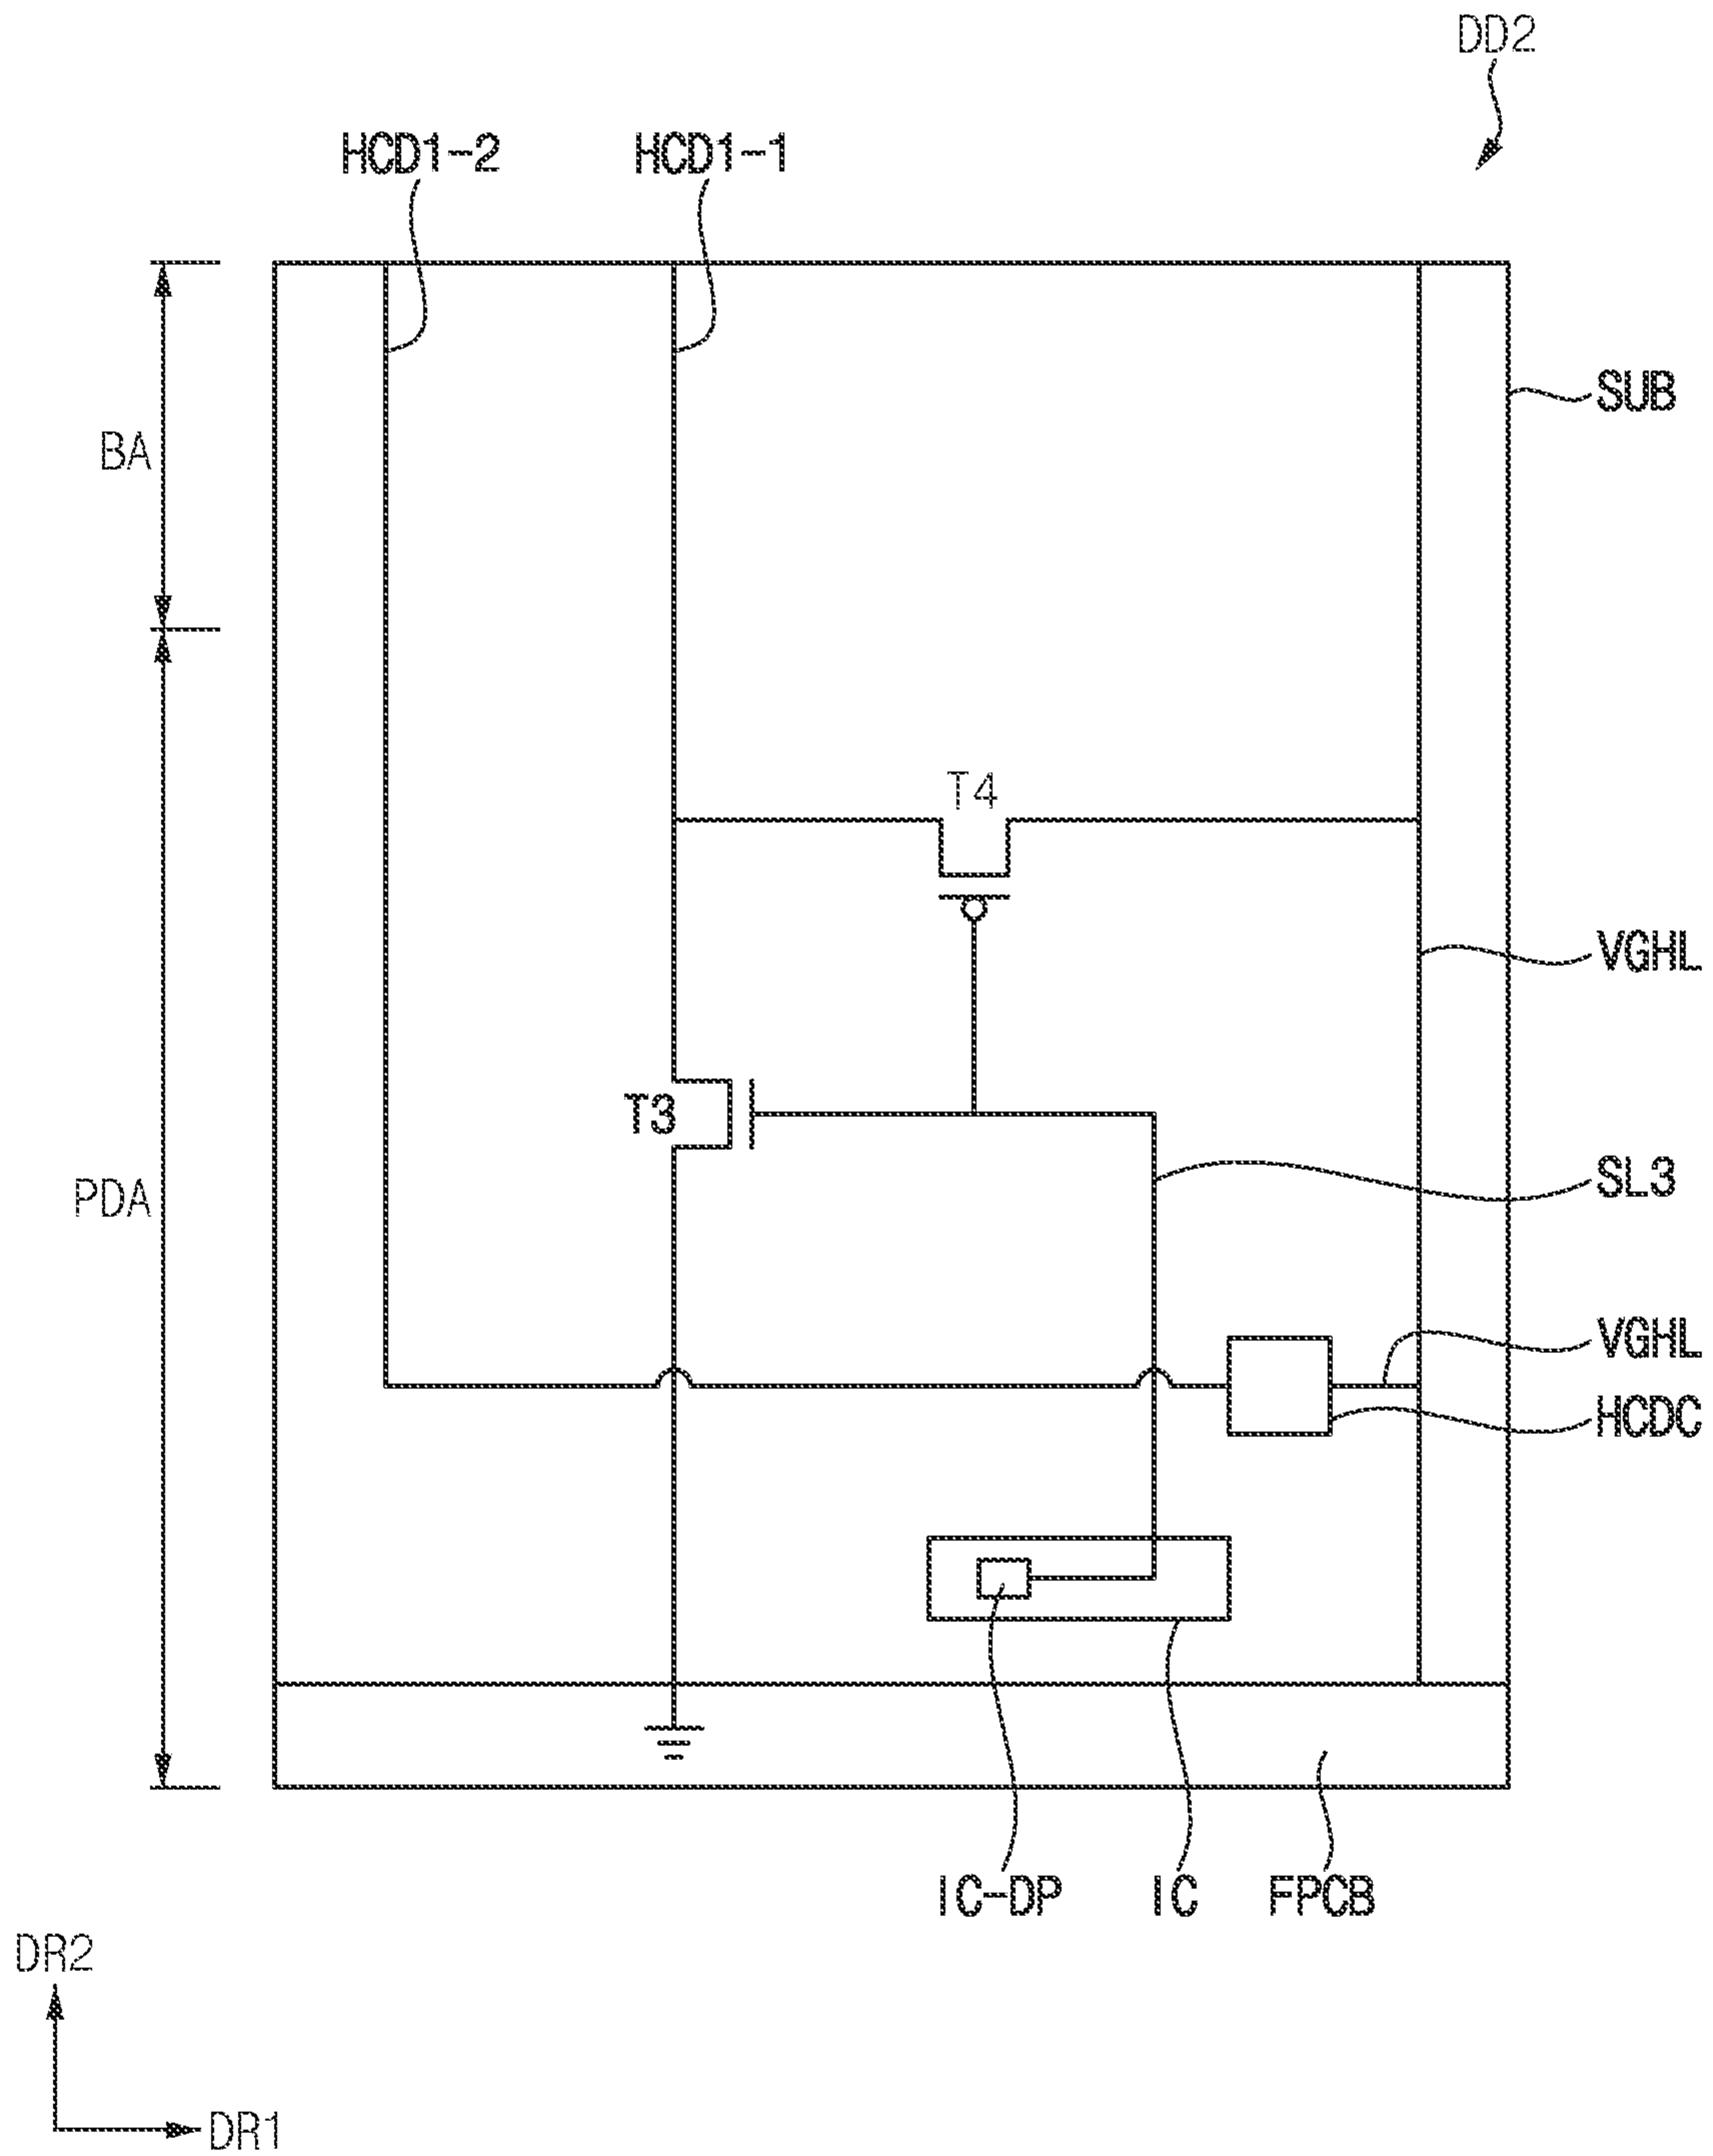 DD2
HCD1-2 HCD1-1
SUB
BA
T4
VGHL
T3
SL3
PDA
VGHL
HCDC
IC-DP IC FPCB
DR2
DR1